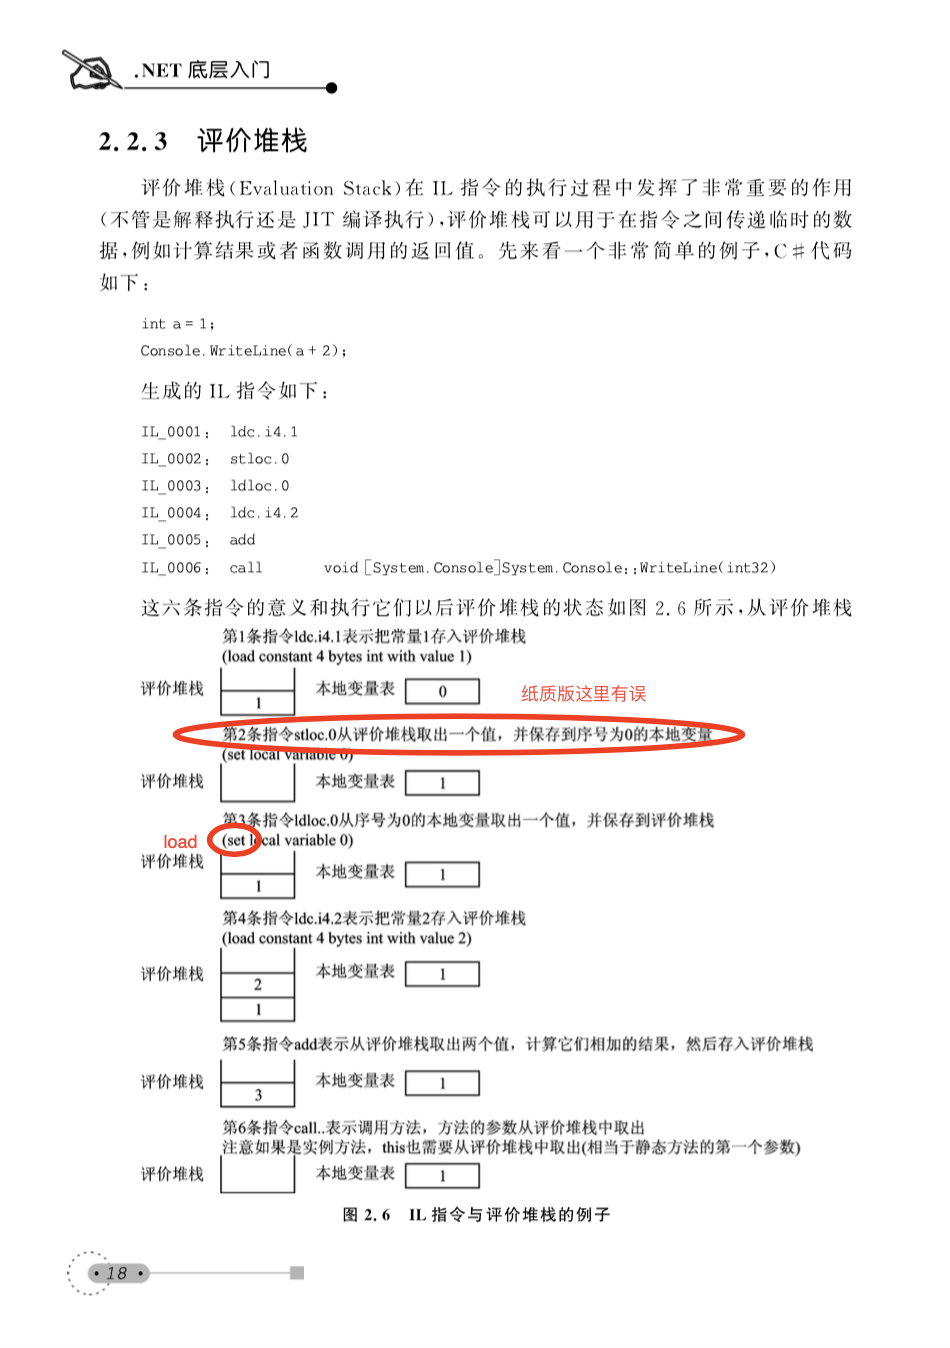 .NET 底层入门
2.2.3 评价堆栈
评价堆栈(Evaluation Stack)在 IL 指令的执行过程中发挥了非常重要的作用
(不管是解释执行还是 JIT 编译执行),评价堆栈可以用于在指令之间传递临时的数
据,例如计算结果或者函数调用的返回值。先来看一个非常简单的例子,C#代码
如下:
int a = 1;
Console.WriteLine(a + 2);
生成的 IL 指令如下:
IL_0001: ldc.i4.1
IL_0002: stloc.0
IL_0003: ldloc.0
IL_0004: ldc.i4.2
IL_0005: add
IL_0006: call void [System.Console]System.Console::WriteLine(int32)
这六条指令的意义和执行它们以后评价堆栈的状态如图 2.6 所示,从评价堆栈
第1条指令ldc.i4.1表示把常量1存入评价堆栈
(load constant 4 bytes int with value 1)
评价堆栈 1 本地变量表 0 纸质版这里有误
第2条指令stloc.0从评价堆栈取出一个值，并保存到序号为0的本地变量
(set local variable 0)
评价堆栈 本地变量表 1
第3条指令ldloc.0从序号为0的本地变量取出一个值，并保存到评价堆栈
load (set local variable 0)
评价堆栈 1 本地变量表 1
第4条指令ldc.i4.2表示把常量2存入评价堆栈
(load constant 4 bytes int with value 2)
评价堆栈 2 本地变量表 1
1
第5条指令add表示从评价堆栈取出两个值，计算它们相加的结果，然后存入评价堆栈
评价堆栈 3 本地变量表 1
第6条指令call..表示调用方法，方法的参数从评价堆栈中取出
注意如果是实例方法，this也需要从评价堆栈中取出(相当于静态方法的第一个参数)
评价堆栈 本地变量表 1
图 2.6 IL 指令与评价堆栈的例子
· 18 ·